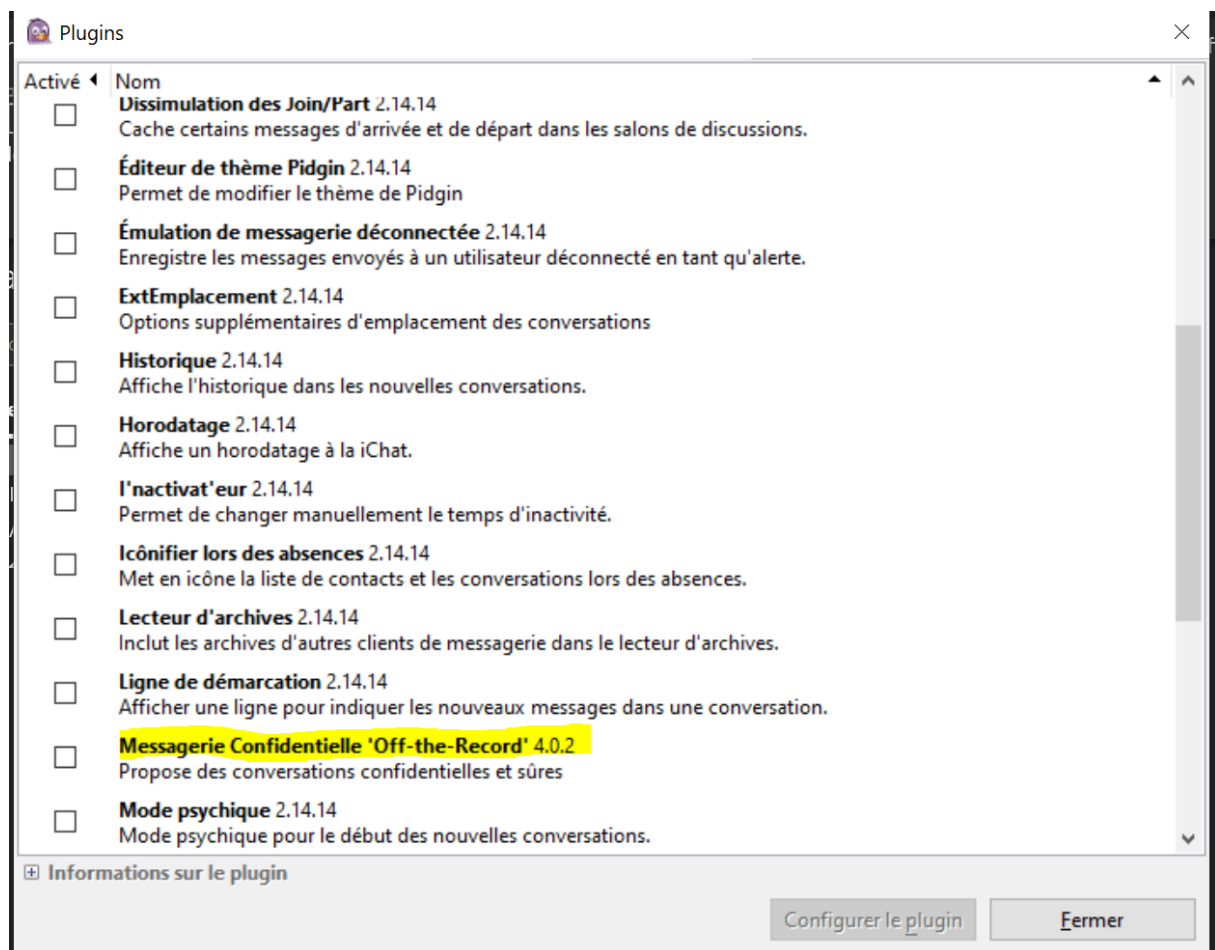 Plugins
Activé Nom
Dissimulation des Join/Part 2.14.14
Cache certains messages d'arrivée et de départ dans les salons de discussions.
Éditeur de thème Pidgin 2.14.14
Permet de modifier le thème de Pidgin
Émulation de messagerie déconnectée 2.14.14
Enregistre les messages envoyés à un utilisateur déconnecté en tant qu'alerte.
ExtEmplacement 2.14.14
Options supplémentaires d'emplacement des conversations
Historique 2.14.14
Affiche l'historique dans les nouvelles conversations.
Horodatage 2.14.14
Affiche un horodatage à la iChat.
I'nactivat'eur 2.14.14
Permet de changer manuellement le temps d'inactivité.
Icônifier lors des absences 2.14.14
Met en icône la liste de contacts et les conversations lors des absences.
Lecteur d'archives 2.14.14
Inclut les archives d'autres clients de messagerie dans le lecteur d'archives.
Ligne de démarcation 2.14.14
Afficher une ligne pour indiquer les nouveaux messages dans une conversation.
Messagerie Confidentielle 'Off-the-Record' 4.0.2
Propose des conversations confidentielles et sûres
Mode psychique 2.14.14
Mode psychique pour le début des nouvelles conversations.
Informations sur le plugin
Configurer le plugin Fermer